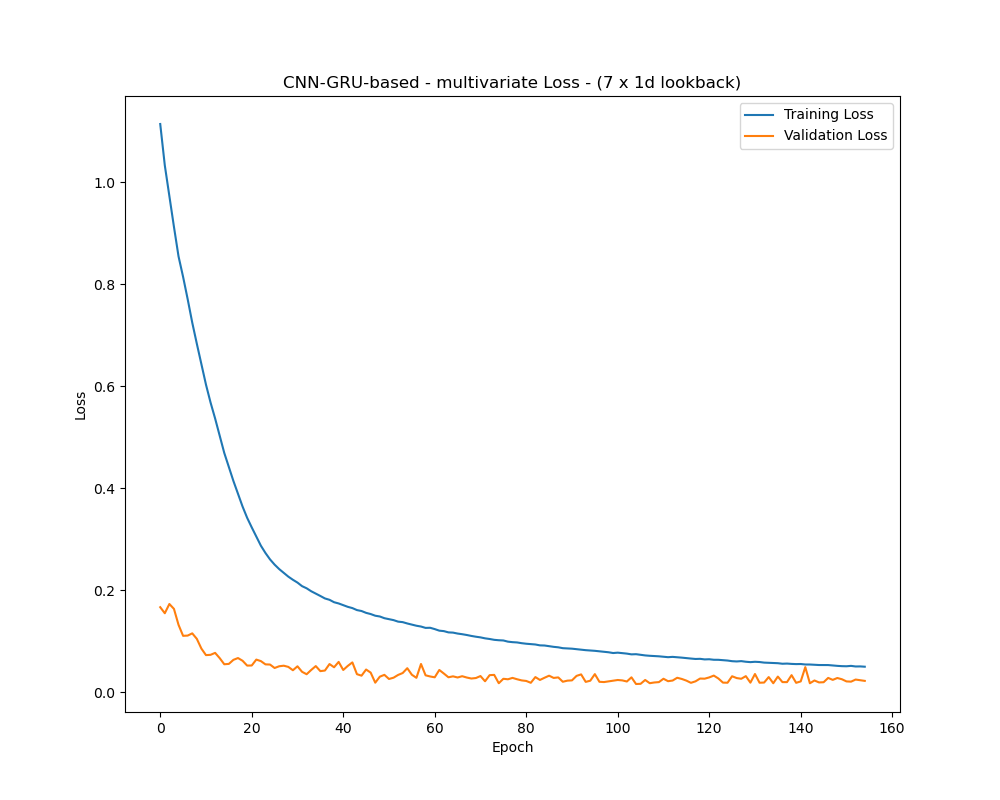 CNN-GRU-based - multivariate Loss - (7 x 1d lookback)
Training Loss
Validation Loss
Loss
1.0
0.8
0.6
0.4
0.2
0.0
0 20 40 60 80 100 120 140 160
Epoch